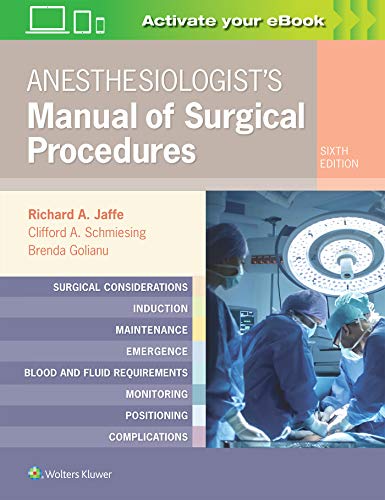 Activate your eBook
ANESTHESIOLOGIST'S
Manual of Surgical
Procedures
SIXTH
EDITION
Richard A. Jaffe
Clifford A. Schmiesing
Brenda Golianu
SURGICAL CONSIDERATIONS
INDUCTION
MAINTENANCE
EMERGENCE
BLOOD AND FLUID REQUIREMENTS
MONITORING
POSITIONING
COMPLICATIONS
Wolters Kluwer